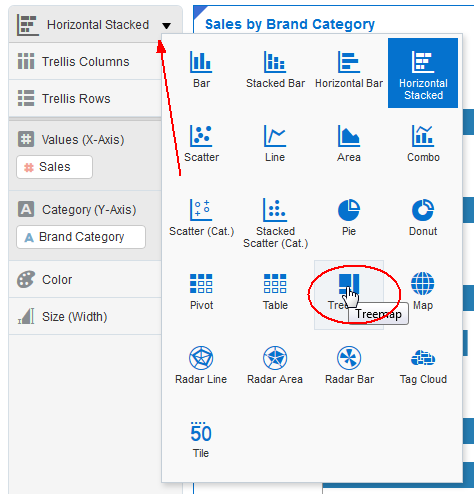 Horizontal Stacked
Sales by Brand Category
Trellis Columns
Trellis Rows
Values (X-Axis)
# Sales
Category (Y-Axis)
A Brand Category
Color
Size (Width)
Bar
Stacked Bar
Horizontal Bar
Horizontal
Stacked
Scatter
Line
Area
Combo
Scatter (Cat.)
Stacked
Scatter (Cat.)
Pie
Donut
Pivot
Table
Map
Treemap
Radar Line
Radar Area
Radar Bar
Tag Cloud
50
Tile